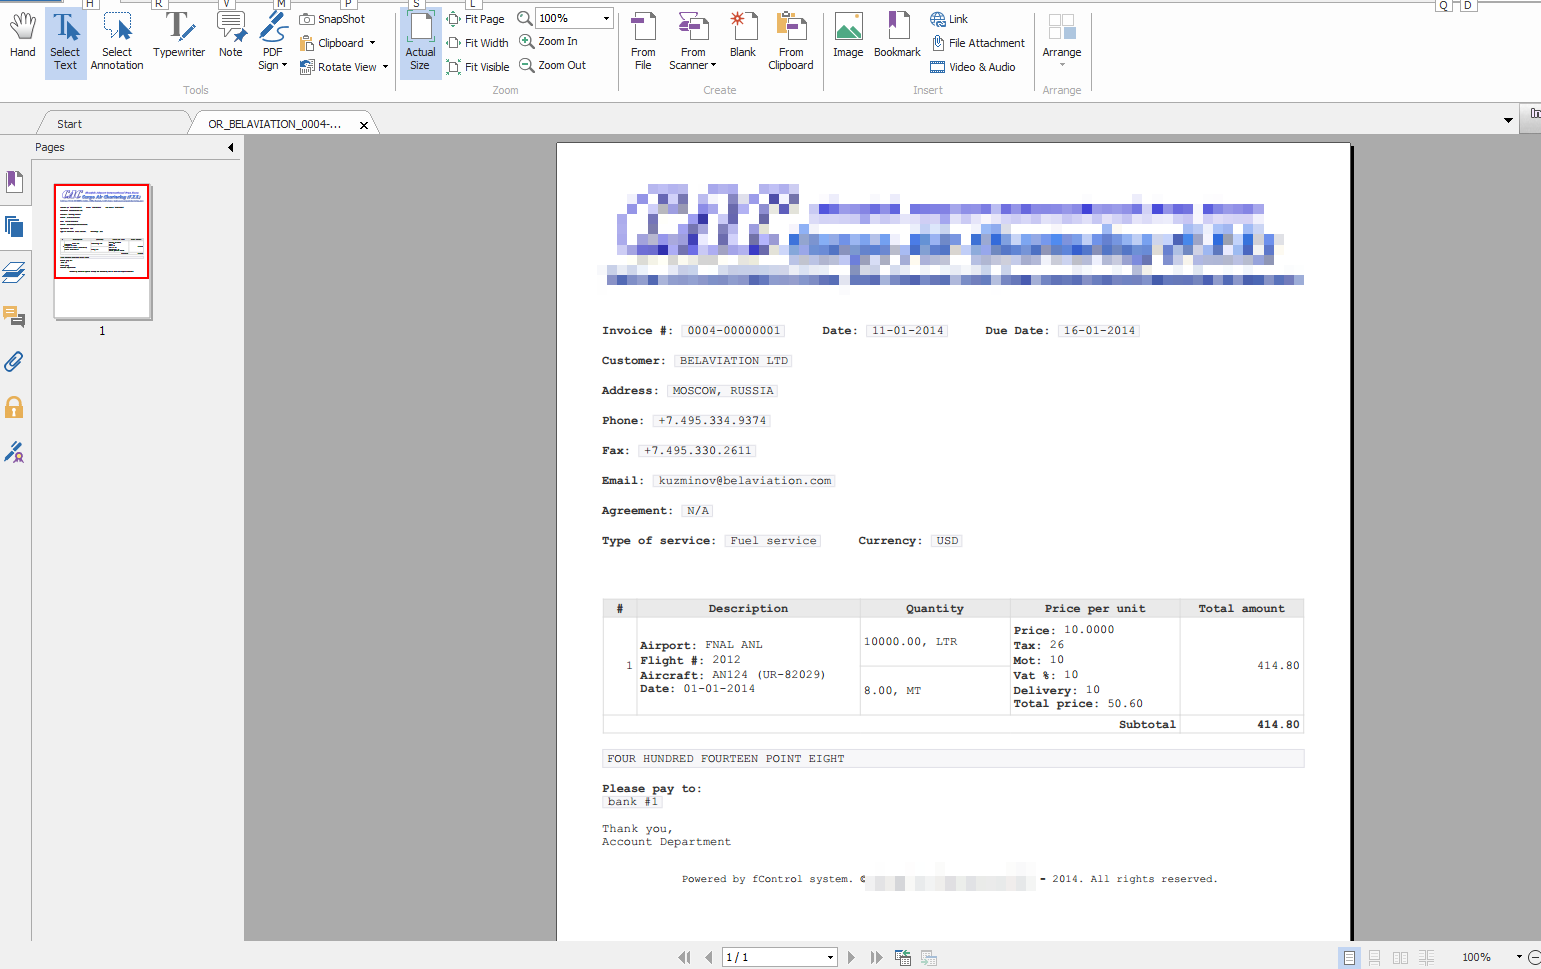 H R V M P S L Q D
Hand
Select Text
Select Annotation
Typewriter
Note
PDF Sign
SnapShot
Clipboard
Rotate View
Tools
Actual Size
Fit Page
Fit Width
Fit Visible
100%
Zoom In
Zoom Out
Zoom
From File
From Scanner
Blank
From Clipboard
Create
Image
Bookmark
Link
File Attachment
Video & Audio
Insert
Arrange
Arrange
Start
OR_BELAVIATION_0004-...
Pages
1
Invoice #: 0004-00000001 Date: 11-01-2014 Due Date: 16-01-2014
Customer: BELAVIATION LTD
Address: MOSCOW, RUSSIA
Phone: +7.495.334.9374
Fax: +7.495.330.2611
Email: kuzminov@belaviation.com
Agreement: N/A
Type of service: Fuel service Currency: USD
# Description Quantity Price per unit Total amount
1
Airport: FNAL ANL
Flight #: 2012
Aircraft: AN124 (UR-82029)
Date: 01-01-2014
10000.00, LTR
8.00, MT
Price: 10.0000
Tax: 26
Mot: 10
Vat %: 10
Delivery: 10
Total price: 50.60
414.80
Subtotal 414.80
FOUR HUNDRED FOURTEEN POINT EIGHT
Please pay to:
bank #1
Thank you,
Account Department
Powered by fControl system. © - 2014. All rights reserved.
1 / 1
100%